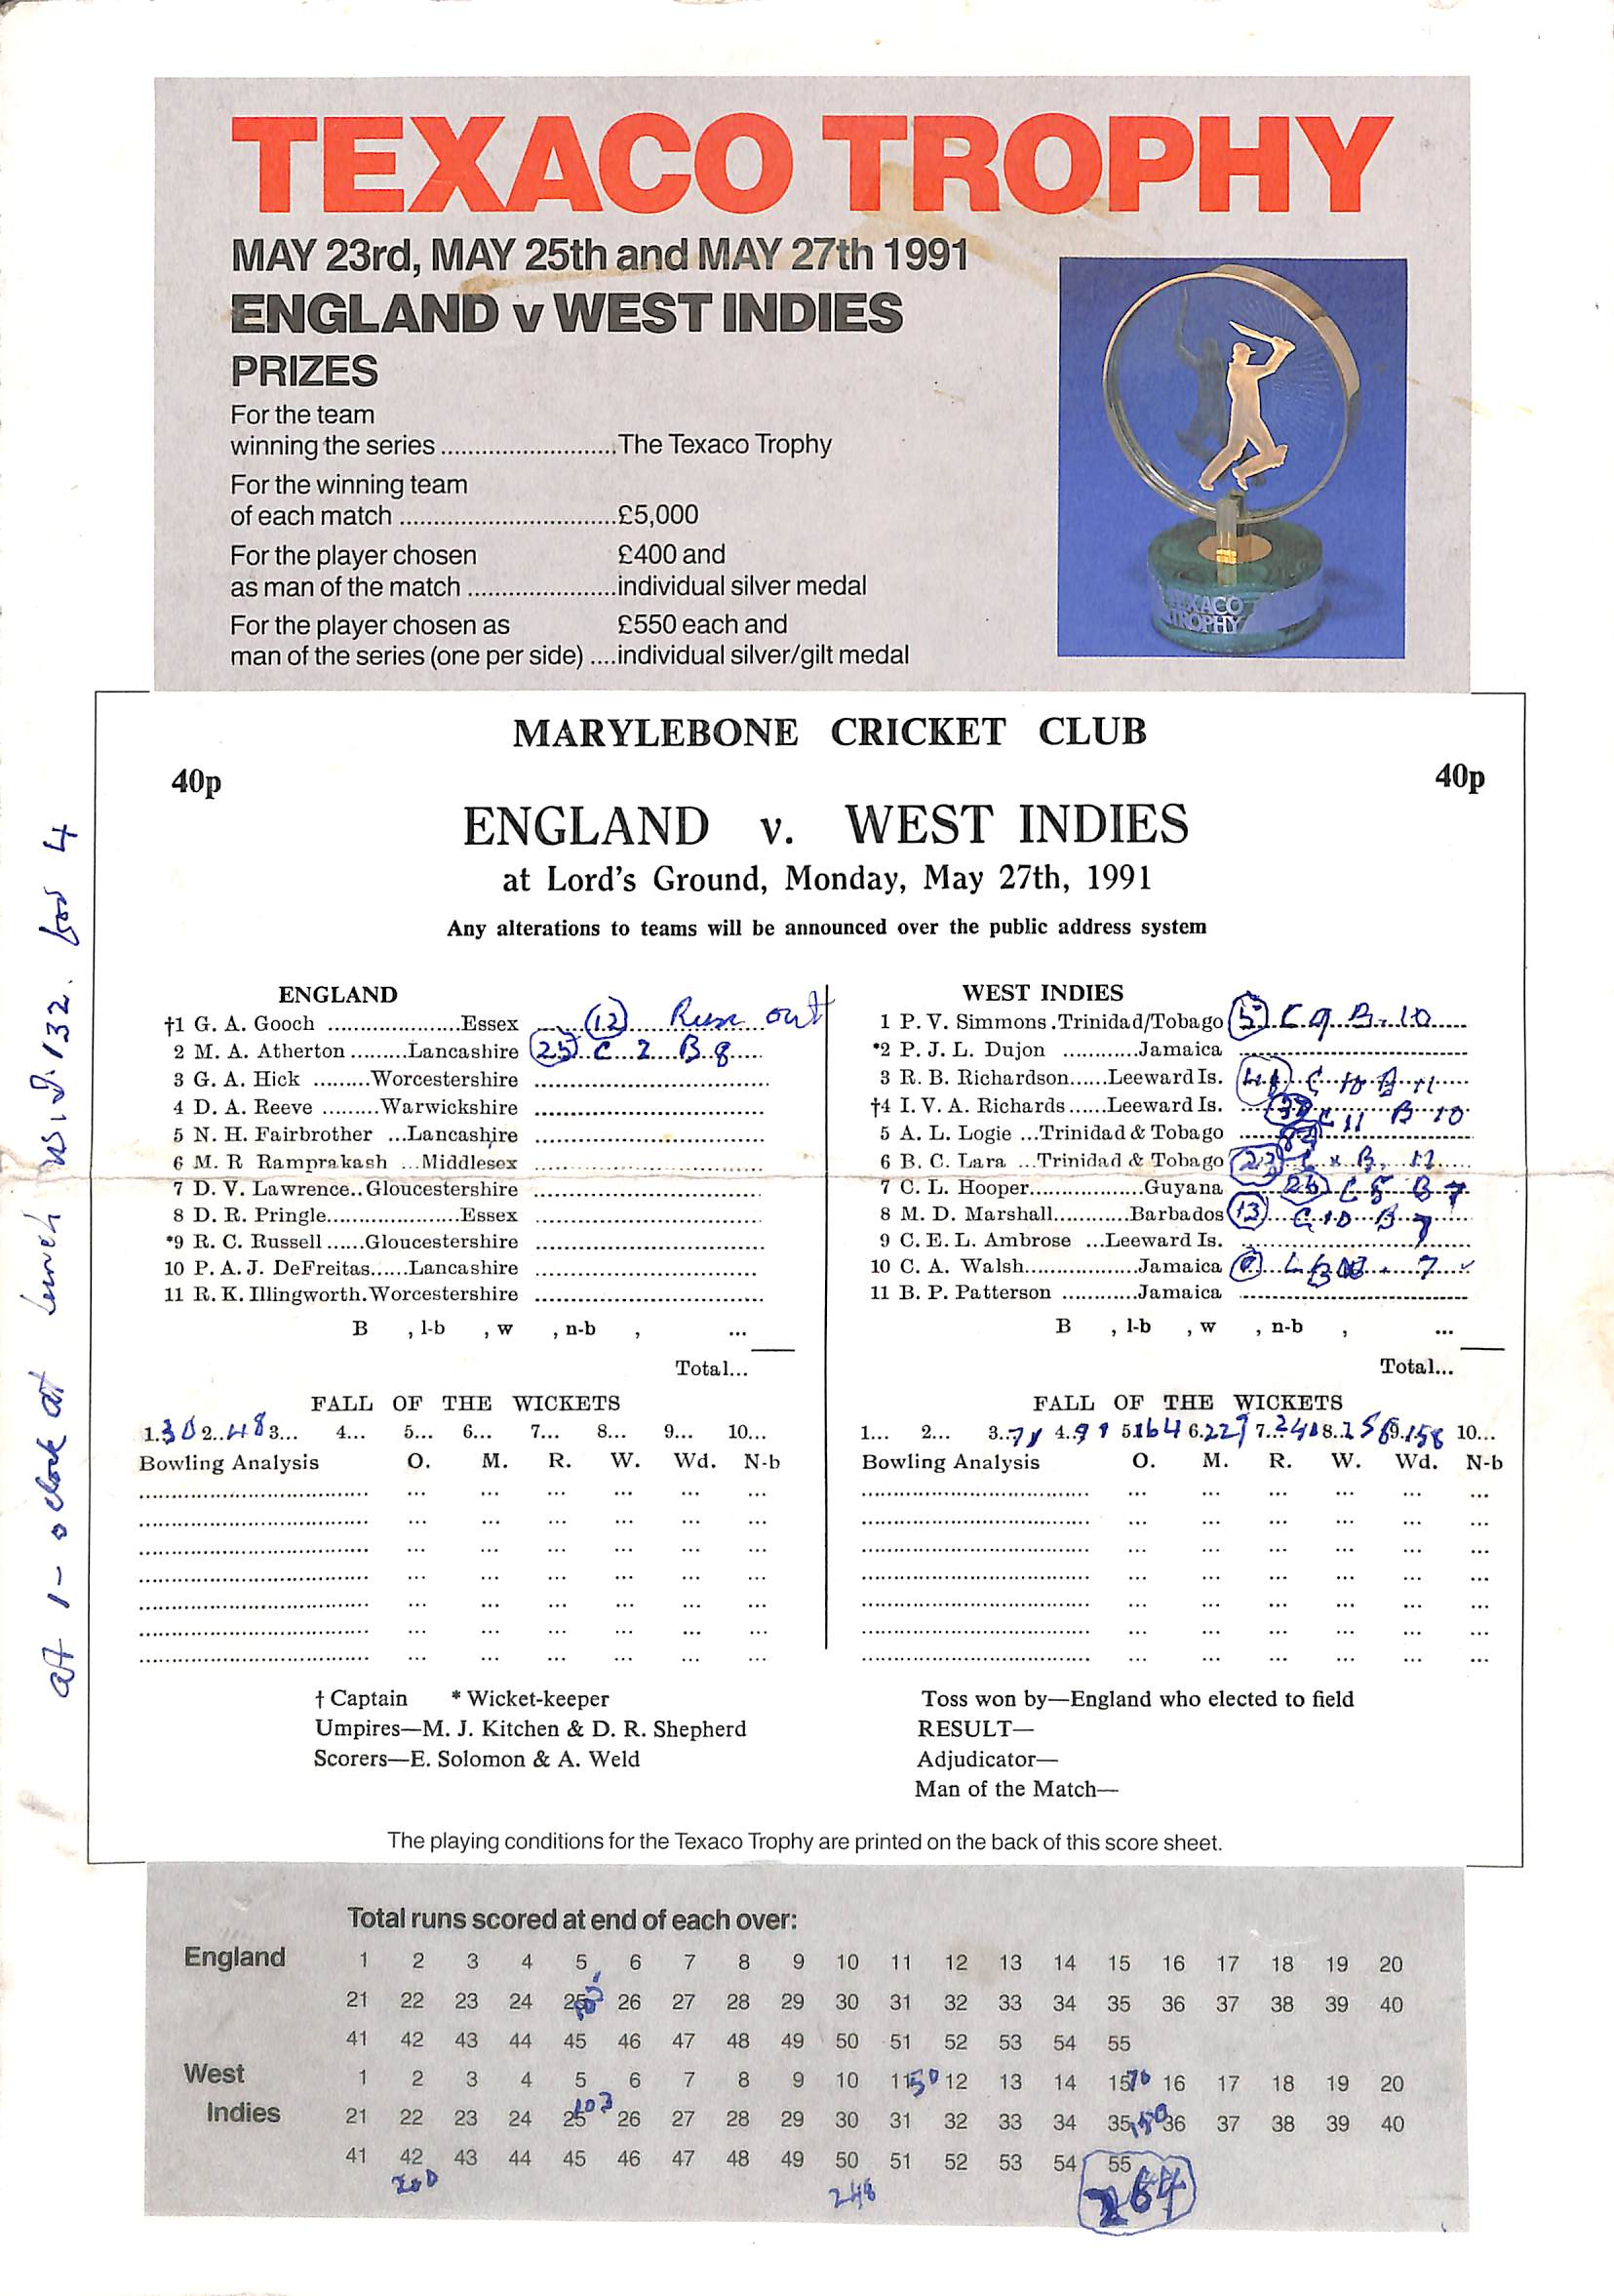 TEXACO TROPHY
MAY 23rd, MAY 25th and MAY 27th 1991
ENGLAND v WEST INDIES
PRIZES
For the team
winning the series ..........................The Texaco Trophy
For the winning team
of each match ................................£5,000
For the player chosen £400 and
as man of the match ......................individual silver medal
For the player chosen as £550 each and
man of the series (one per side) ....individual silver/gilt medal
TEXACO
TROPHY
MARYLEBONE CRICKET CLUB
40p 40p
ENGLAND v. WEST INDIES
at Lord's Ground, Monday, May 27th, 1991
Any alterations to teams will be announced over the public address system
ENGLAND
†1 G. A. Gooch ....................Essex (12) Run out
2 M. A. Atherton .........Lancashire (25) C 2 B 8
3 G. A. Hick .........Worcestershire
4 D. A. Reeve .........Warwickshire
5 N. H. Fairbrother ...Lancashire
6 M. R Ramprakash ...Middlesex
7 D. V. Lawrence..Gloucestershire
8 D. R. Pringle....................Essex
*9 R. C. Russell ......Gloucestershire
10 P. A. J. DeFreitas......Lancashire
11 R. K. Illingworth.Worcestershire
B , l-b , w , n-b , ...
Total...
FALL OF THE WICKETS
1.30 2..48 3... 4... 5... 6... 7... 8... 9... 10...
Bowling Analysis O. M. R. W. Wd. N-b
WEST INDIES
1 P. V. Simmons.Trinidad/Tobago (5) C 9 B. 10
*2 P. J. L. Dujon ............Jamaica
3 R. B. Richardson......Leeward Is. C 10 B 11
†4 I. V. A. Richards......Leeward Is. C 11 B 10
5 A. L. Logie ...Trinidad & Tobago (82)
6 B. C. Lara ...Trinidad & Tobago (23) B. 11
7 C. L. Hooper.................Guyana (26) C 8 B 7
8 M. D. Marshall............Barbados (13) C 10 B 7
9 C. E. L. Ambrose ...Leeward Is.
10 C. A. Walsh.................Jamaica (0) LBW. 7
11 B. P. Patterson ............Jamaica
B , l-b , w , n-b , ...
Total...
FALL OF THE WICKETS
1... 2... 3..71 4..91 5.164 6.227 7..241 8..258 9..158 10...
Bowling Analysis O. M. R. W. Wd. N-b
† Captain * Wicket-keeper
Umpires—M. J. Kitchen & D. R. Shepherd
Scorers—E. Solomon & A. Weld
Toss won by—England who elected to field
RESULT—
Adjudicator—
Man of the Match—
The playing conditions for the Texaco Trophy are printed on the back of this score sheet.
at 1- o clock at lunch W.I. 132. for 4
Total runs scored at end of each over:
England 1 2 3 4 5 6 7 8 9 10 11 12 13 14 15 16 17 18 19 20
21 22 23 24 25 26 27 28 29 30 31 32 33 34 35 36 37 38 39 40
41 42 43 44 45 46 47 48 49 50 51 52 53 54 55
West 1 2 3 4 5 6 7 8 9 10 11 50 12 13 14 15 70 16 17 18 19 20
Indies 21 22 23 24 25 103 26 27 28 29 30 31 32 33 34 35 150 36 37 38 39 40
41 42 43 44 45 46 47 48 49 50 51 52 53 54 55
200 248 264